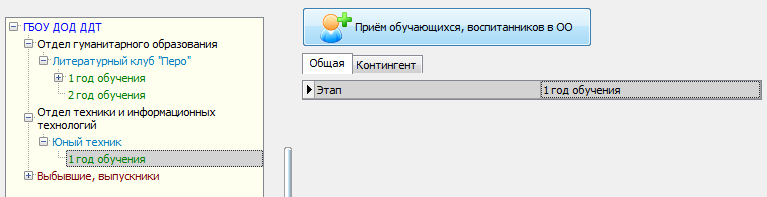 ГБОУ ДОД ДДТ
Отдел гуманитарного образования
Литературный клуб "Перо"
1 год обучения
2 год обучения
Отдел техники и информационных
технологий
Юный техник
1 год обучения
Выбывшие, выпускники
Приём обучающихся, воспитанников в ОО
Общая Контингент
Этап 1 год обучения